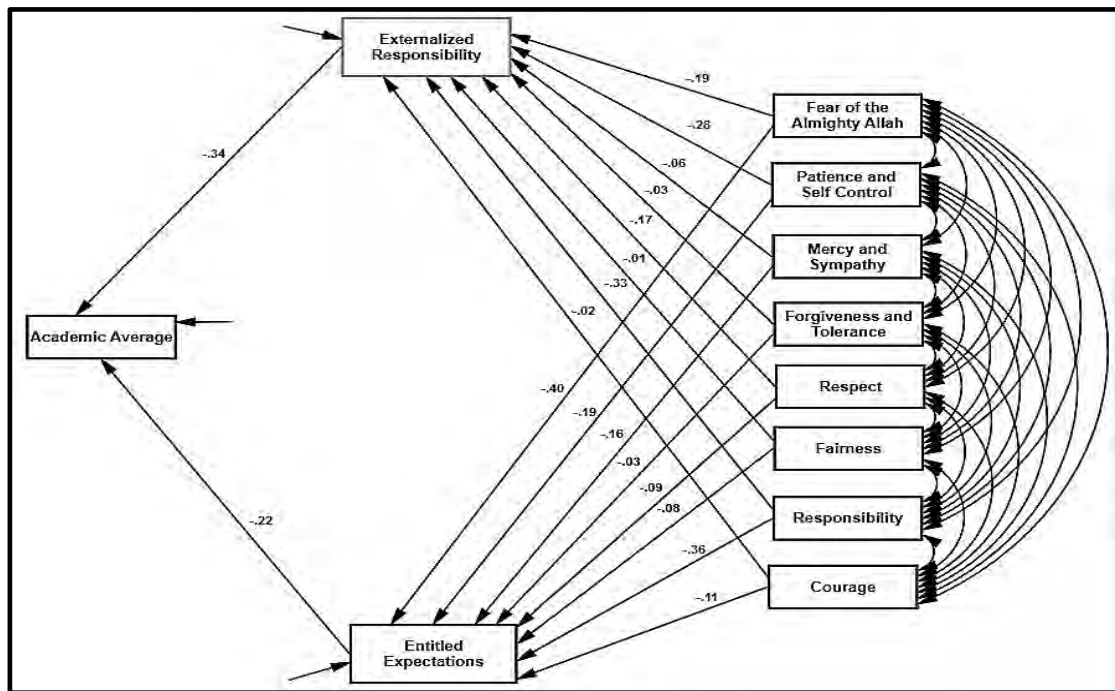 Externalized
Responsibility
-.19
Fear of the
Almighty Allah
-.28
-.34
-.06
Patience and
Self Control
-.03
-.17
Mercy and
Sympathy
-.01
-.33
-.02
Forgiveness and
Tolerance
Academic Average
Respect
-.40
-.19
-.16
Fairness
-.03
-.09
-.08
Responsibility
-.22
-.36
Courage
-.11
Entitled
Expectations